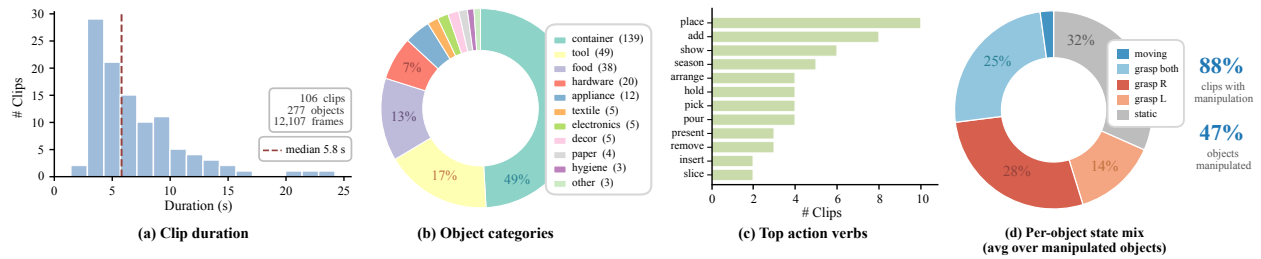 30
25
20
15
10
5
0
# Clips
0 5 10 15 20 25
Duration (s)
106 clips
277 objects
12,107 frames
median 5.8 s
(a) Clip duration
7%
13%
17%
49%
container (139)
tool (49)
food (38)
hardware (20)
appliance (12)
textile (5)
electronics (5)
decor (5)
paper (4)
hygiene (3)
other (3)
(b) Object categories
place
add
show
season
arrange
hold
pick
pour
present
remove
insert
slice
0 2 4 6 8 10
# Clips
(c) Top action verbs
32%
25%
28%
14%
moving
grasp both
grasp R
grasp L
static
88%
clips with
manipulation
47%
objects
manipulated
(d) Per-object state mix
(avg over manipulated objects)